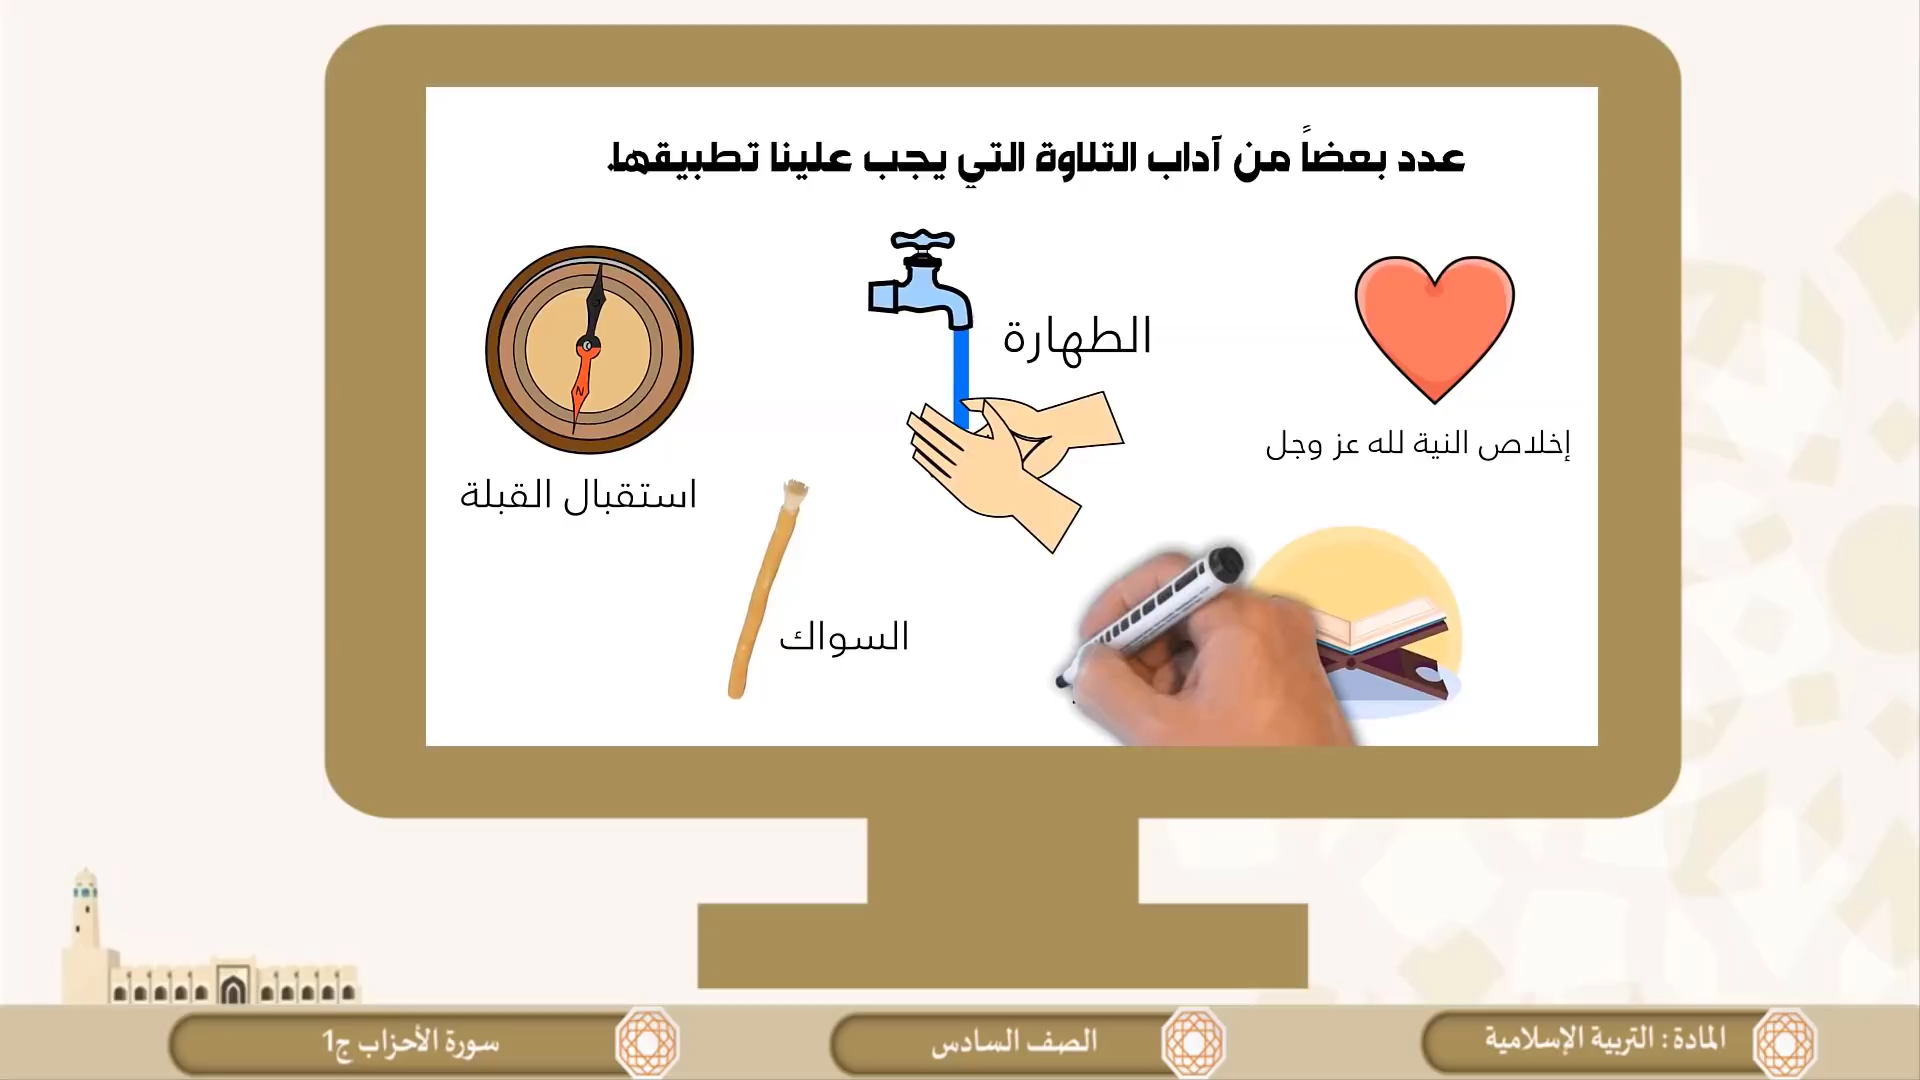 عدد بعضاً من آداب التلاوة التي يجب علينا تطبيقها.
إخلاص النية لله عز وجل
الطهارة
استقبال القبلة
السواك
المادة : التربية الإسلامية
الصف السادس
سورة الأحزاب ج1